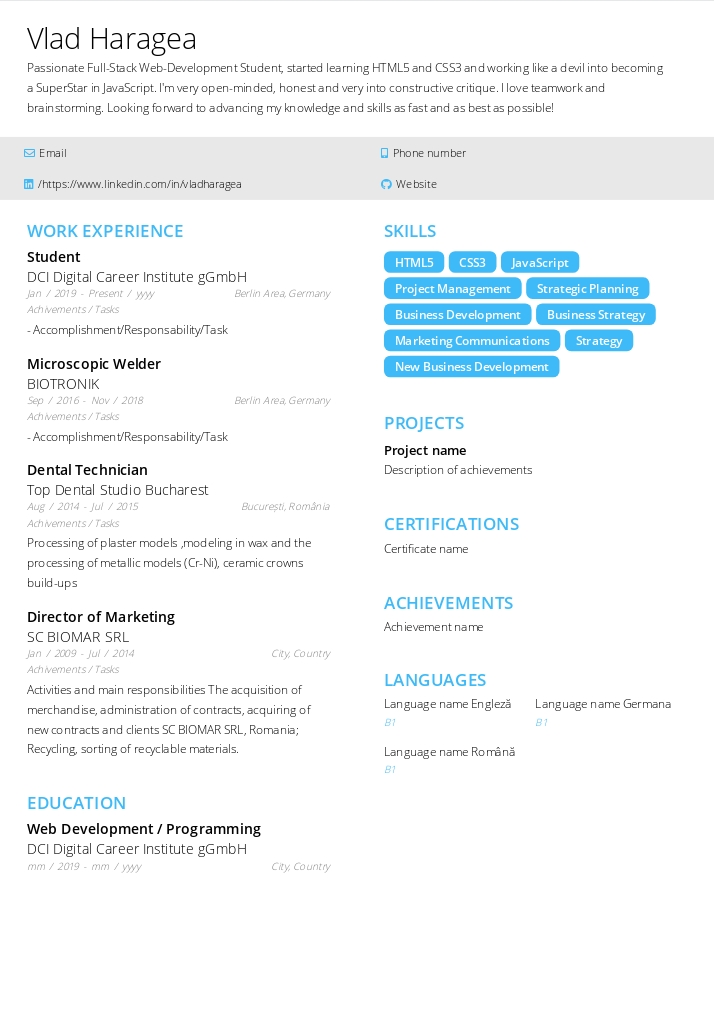 Vlad Haragea
Passionate Full-Stack Web-Development Student, started learning HTML5 and CSS3 and working like a devil into becoming
a SuperStar in JavaScript. I'm very open-minded, honest and very into constructive critique. I love teamwork and
brainstorming. Looking forward to advancing my knowledge and skills as fast and as best as possible!
Email
Phone number
/https://www.linkedin.com/in/vladharagea
Website
WORK EXPERIENCE
Student
DCI Digital Career Institute gGmbH
Jan / 2019 - Present / yyyy Berlin Area, Germany
Achivements / Tasks
- Accomplishment/Responsability/Task
Microscopic Welder
BIOTRONIK
Sep / 2016 - Nov / 2018 Berlin Area, Germany
Achivements / Tasks
- Accomplishment/Responsability/Task
Dental Technician
Top Dental Studio Bucharest
Aug / 2014 - Jul / 2015 București, România
Achivements / Tasks
Processing of plaster models ,modeling in wax and the
processing of metallic models (Cr-Ni), ceramic crowns
build-ups
Director of Marketing
SC BIOMAR SRL
Jan / 2009 - Jul / 2014 City, Country
Achivements / Tasks
Activities and main responsibilities The acquisition of
merchandise, administration of contracts, acquiring of
new contracts and clients SC BIOMAR SRL, Romania;
Recycling, sorting of recyclable materials.
EDUCATION
Web Development / Programming
DCI Digital Career Institute gGmbH
mm / 2019 - mm / yyyy City, Country
SKILLS
HTML5 CSS3 JavaScript
Project Management Strategic Planning
Business Development Business Strategy
Marketing Communications Strategy
New Business Development
PROJECTS
Project name
Description of achievements
CERTIFICATIONS
Certificate name
ACHIEVEMENTS
Achievement name
LANGUAGES
Language name Engleză Language name Germana
B1 B1
Language name Română
B1